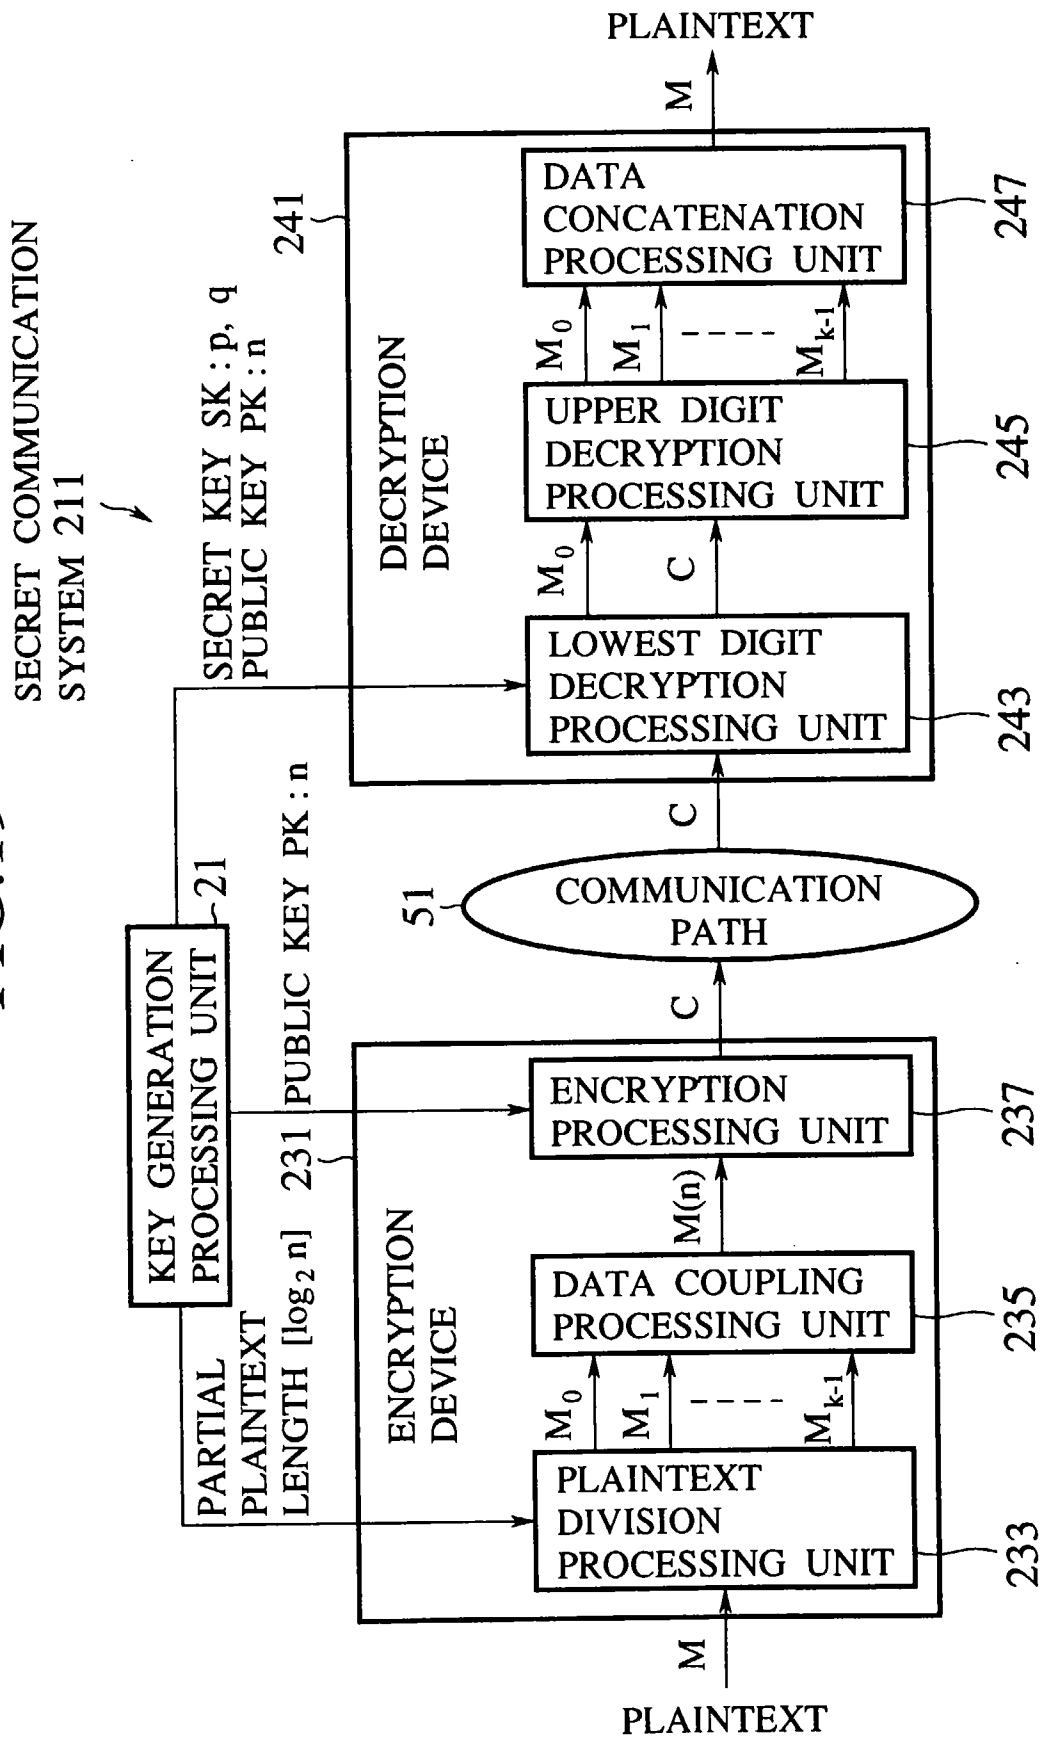 SECRET COMMUNICATION
SYSTEM 211
KEY GENERATION
PROCESSING UNIT
21
PARTIAL
PLAINTEXT
LENGTH [log₂ n]
231
PUBLIC KEY PK : n
SECRET KEY SK : p, q
PUBLIC KEY PK : n
241
ENCRYPTION
DEVICE
PLAINTEXT
M
PLAINTEXT
DIVISION
PROCESSING UNIT
233
M₀
M₁
Mₖ₋₁
DATA COUPLING
PROCESSING UNIT
235
M(n)
ENCRYPTION
PROCESSING UNIT
237
C
51
COMMUNICATION
PATH
C
DECRYPTION
DEVICE
LOWEST DIGIT
DECRYPTION
PROCESSING UNIT
243
M₀
C
UPPER DIGIT
DECRYPTION
PROCESSING UNIT
245
M₀
M₁
Mₖ₋₁
DATA
CONCATENATION
PROCESSING UNIT
247
M
PLAINTEXT